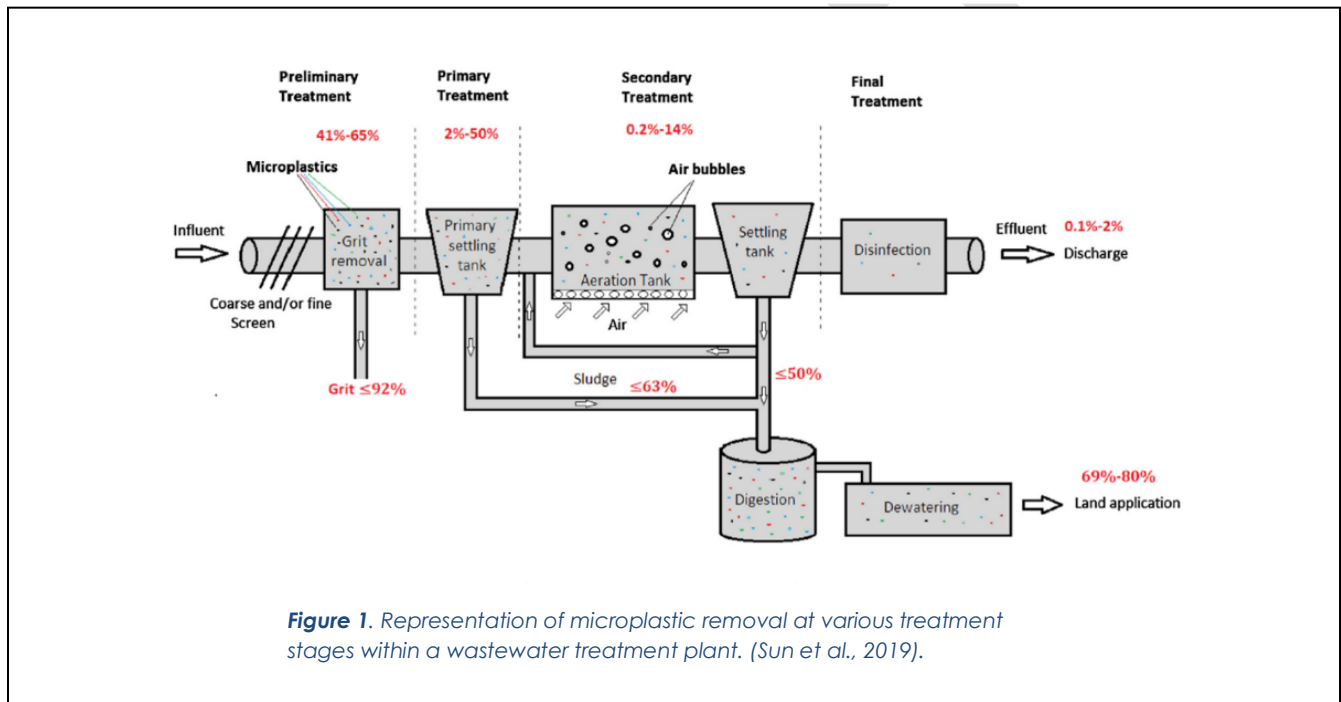 Preliminary
Treatment
Primary
Treatment
Secondary
Treatment
Final
Treatment
41%-65%
2%-50%
0.2%-14%
Microplastics
Air bubbles
Influent
Grit
removal
Primary
settling
tank
Aeration Tank
Settling
tank
Disinfection
Effluent
0.1%-2%
Discharge
Coarse and/or fine
Screen
Air
Grit ≤92%
Sludge
≤63%
≤50%
Digestion
Dewatering
69%-80%
Land application
Figure 1. Representation of microplastic removal at various treatment
stages within a wastewater treatment plant. (Sun et al., 2019).